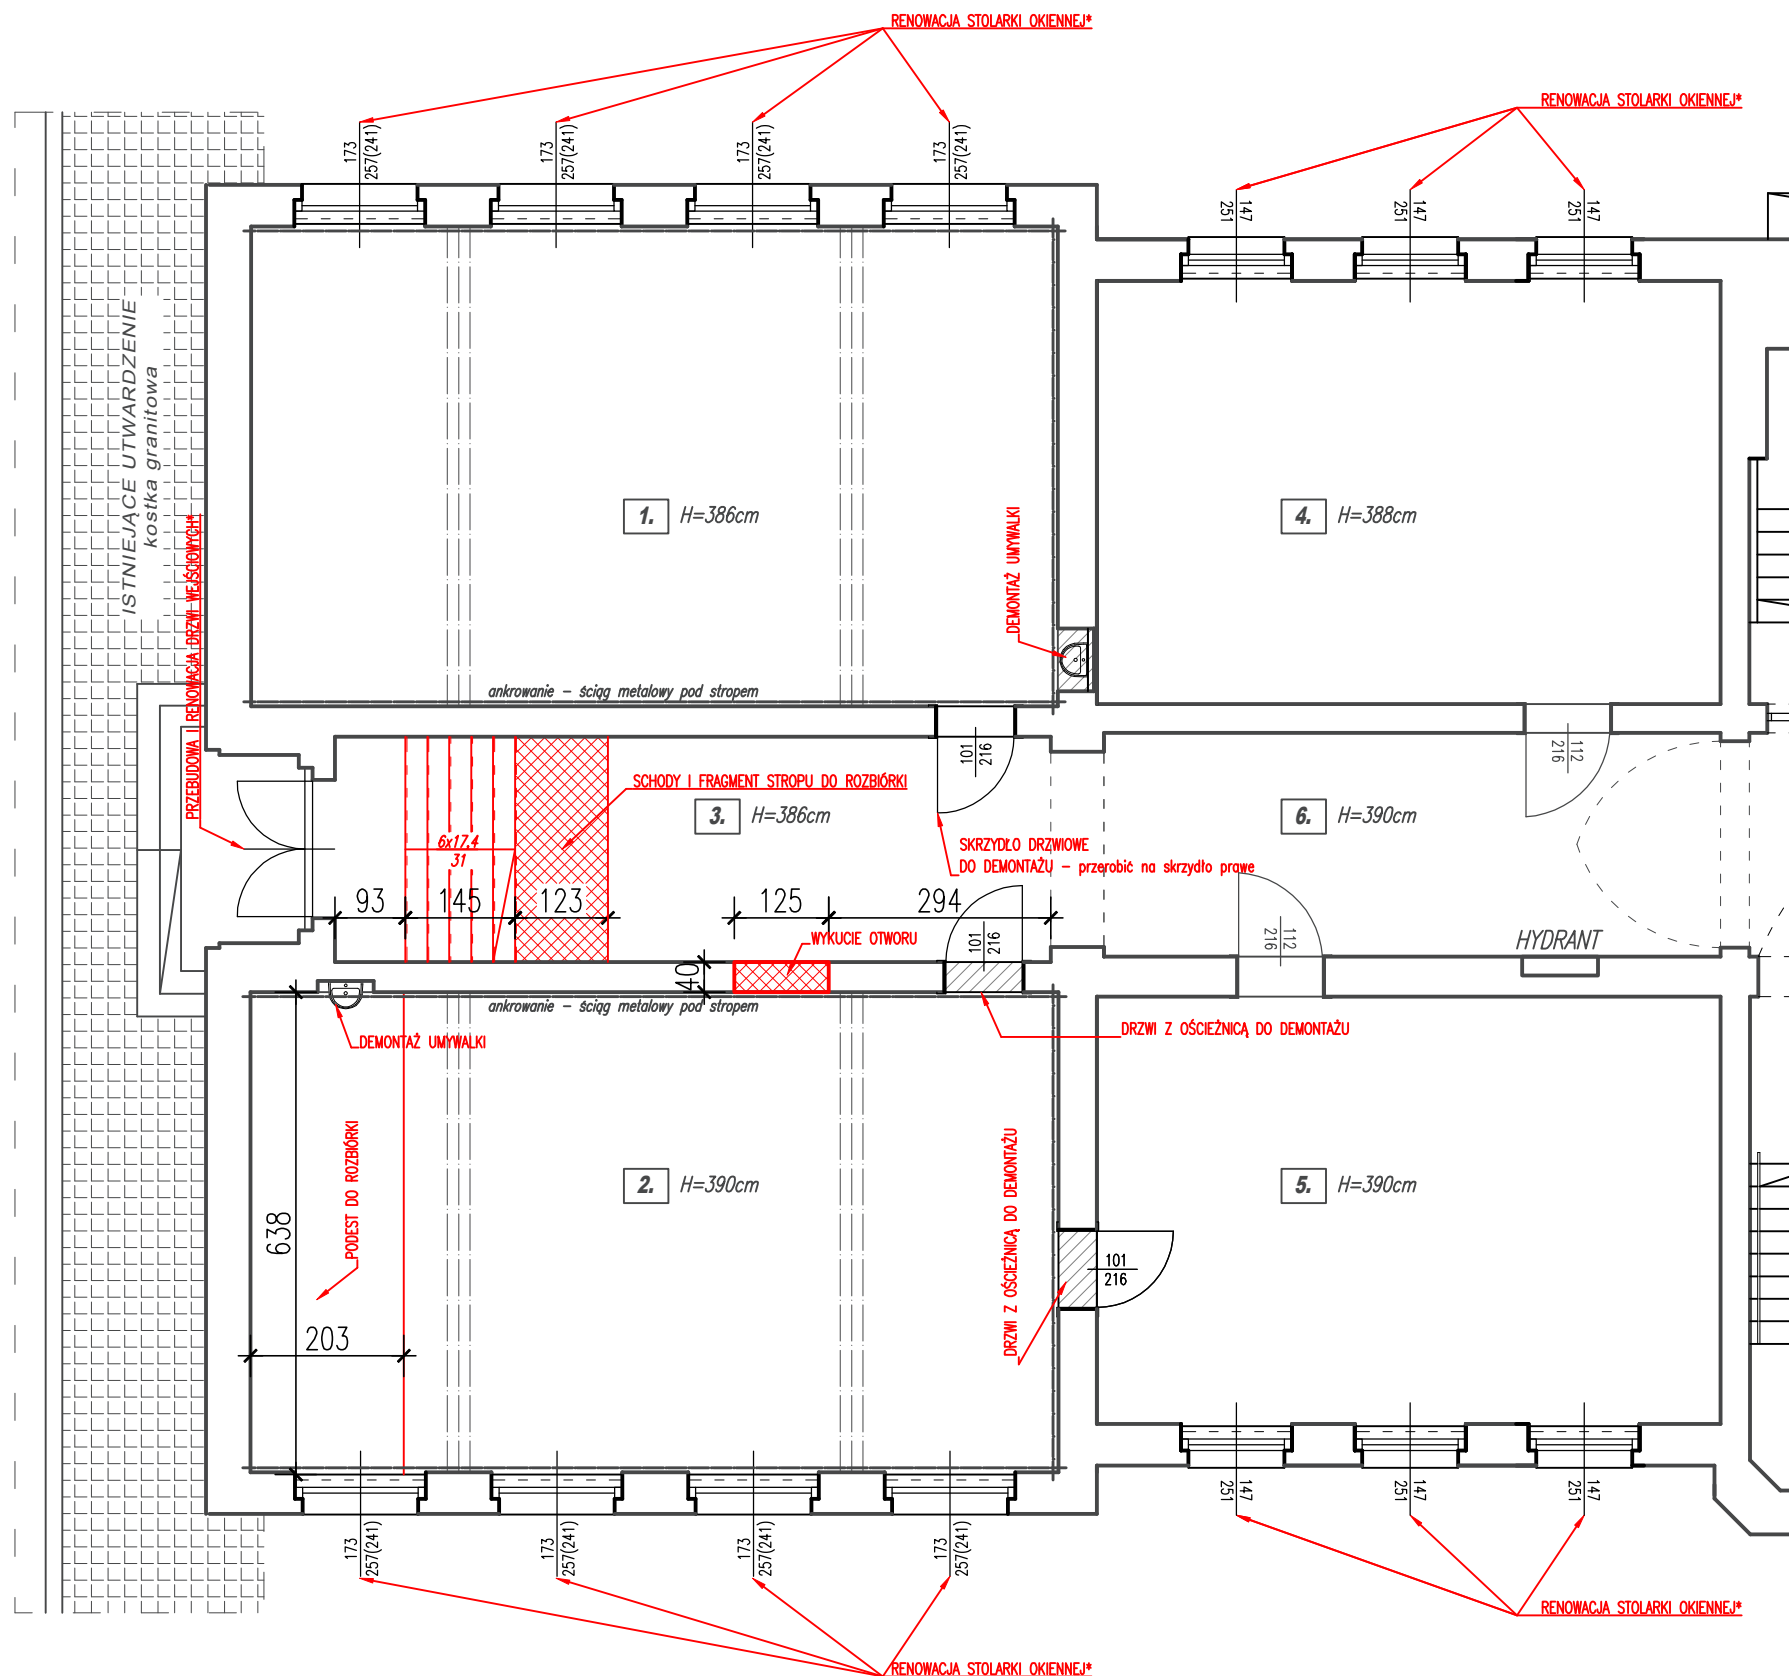 RENOWACJA STOLARKI OKIENNEJ*
RENOWACJA STOLARKI OKIENNEJ*
173
257(241)
173
257(241)
173
257(241)
173
257(241)
147
251
147
251
147
251
ISTNIEJĄCE UTWARDZENIE
kostka granitowa
PRZEBUDOWA I RENOWACJA DRZWI WEJŚCIOWYCH*
1. H=386cm
4. H=388cm
DEMONTAŻ UMYWALKI
ankrowanie – ściąg metalowy pod stropem
101
216
112
216
SCHODY I FRAGMENT STROPU DO ROZBIÓRKI
3. H=386cm
6. H=390cm
6x17.4
31
SKRZYDŁO DRZWIOWE
DO DEMONTAŻU – przerobić na skrzydło prawe
93
145
123
125
294
WYKUCIE OTWORU
101
216
112
216
HYDRANT
40
ankrowanie – ściąg metalowy pod stropem
DEMONTAŻ UMYWALKI
DRZWI Z OŚCIEŻNICĄ DO DEMONTAŻU
PODEST DO ROZBIÓRKI
638
2. H=390cm
5. H=390cm
DRZWI Z OŚCIEŻNICĄ DO DEMONTAŻU
101
216
203
173
257(241)
173
257(241)
173
257(241)
173
257(241)
147
251
147
251
147
251
RENOWACJA STOLARKI OKIENNEJ*
RENOWACJA STOLARKI OKIENNEJ*